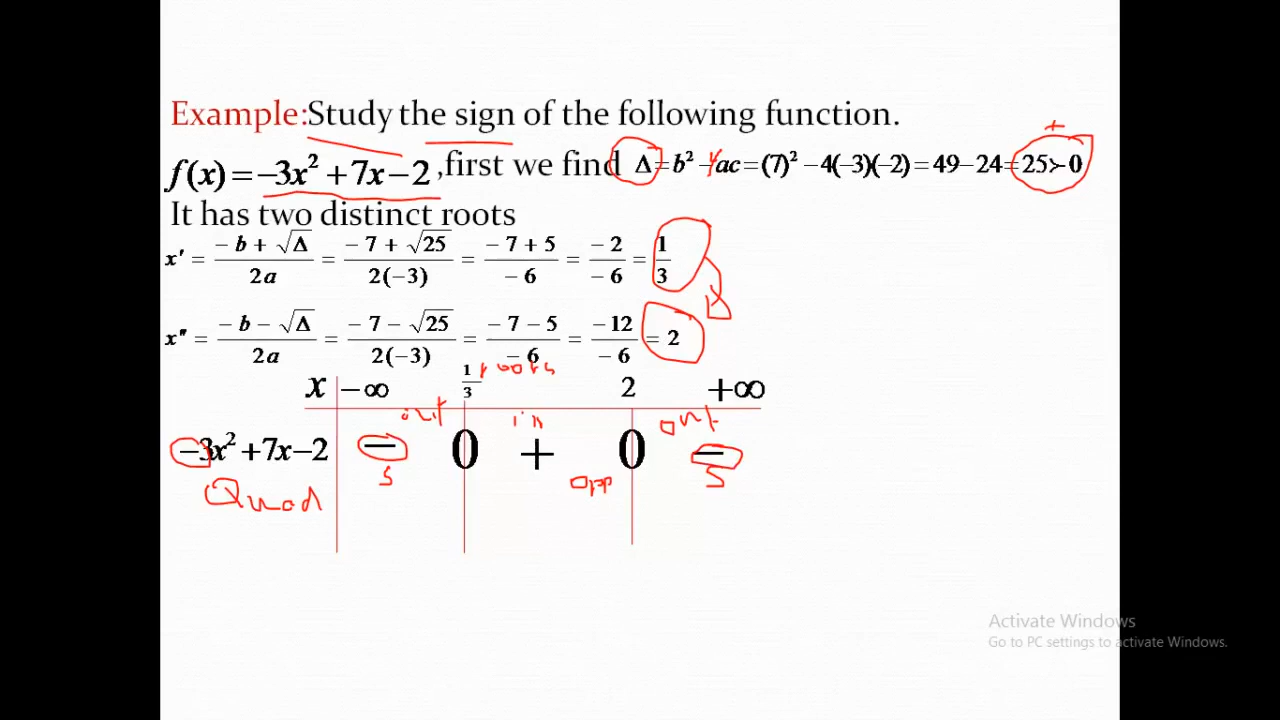 Example:Study the sign of the following function.
f(x) = −3x² + 7x − 2 ,first we find Δ = b² − 4ac = (7)² − 4(−3)(−2) = 49 − 24 = 25 > 0
+
It has two distinct roots
x' = (−b + √Δ)/(2a) = (−7 + √25)/(2(−3)) = (−7 + 5)/(−6) = (−2)/(−6) = 1/3
x" = (−b − √Δ)/(2a) = (−7 − √25)/(2(−3)) = (−7 − 5)/(−6) = (−12)/(−6) = 2
roots
x −∞ 1/3 2 +∞
out in out
−3x² + 7x − 2 − 0 + 0 −
s opp s
Quad
Activate Windows
Go to PC settings to activate Windows.